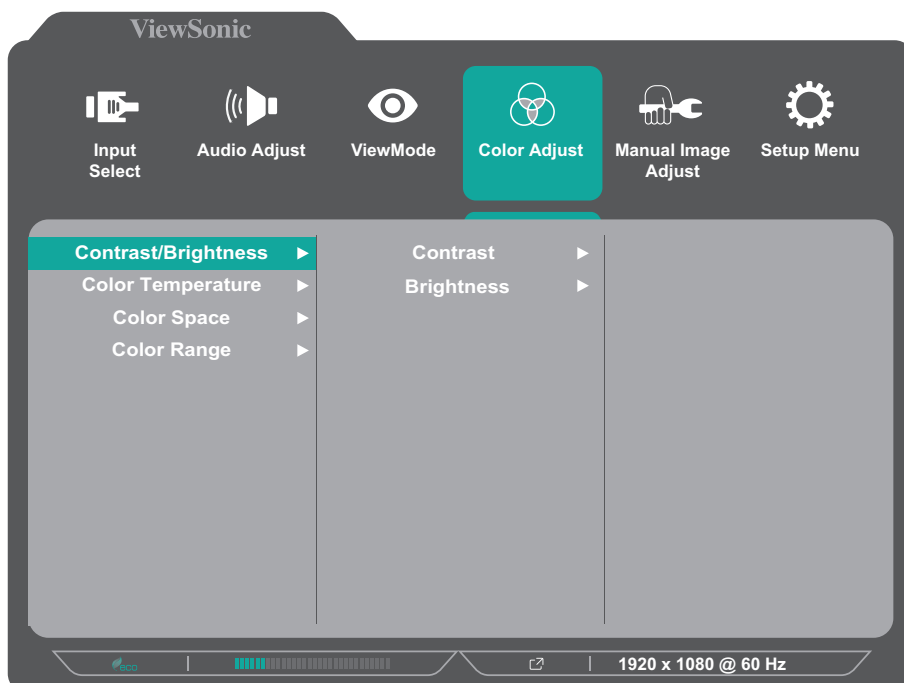 ViewSonic
Input
Select
Audio Adjust
ViewMode
Color Adjust
Manual Image
Adjust
Setup Menu
Contrast/Brightness
Color Temperature
Color Space
Color Range
Contrast
Brightness
eco
1920 x 1080 @ 60 Hz